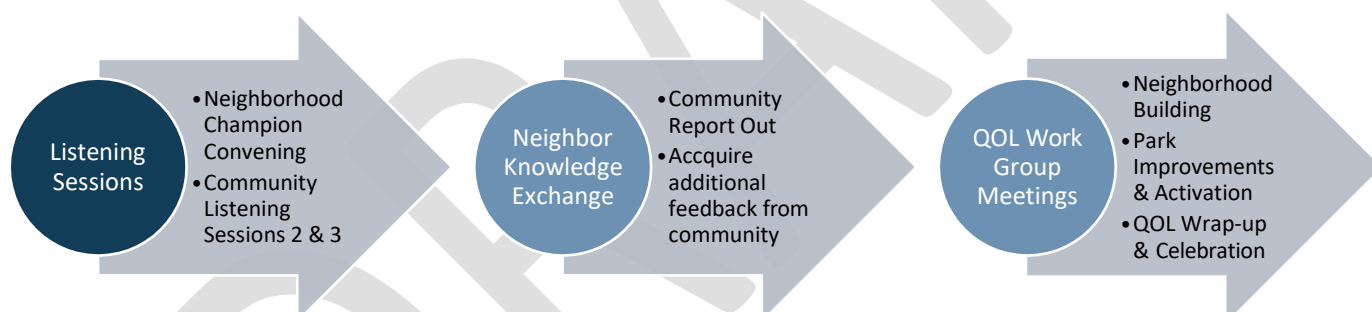 Listening
Sessions
•Neighborhood
Champion
Convening
•Community
Listening
Sessions 2 & 3
Neighbor
Knowledge
Exchange
•Community
Report Out
•Accquire
additional
feedback from
community
QOL Work
Group
Meetings
•Neighborhood
Building
•Park
Improvements
& Activation
•QOL Wrap-up
& Celebration